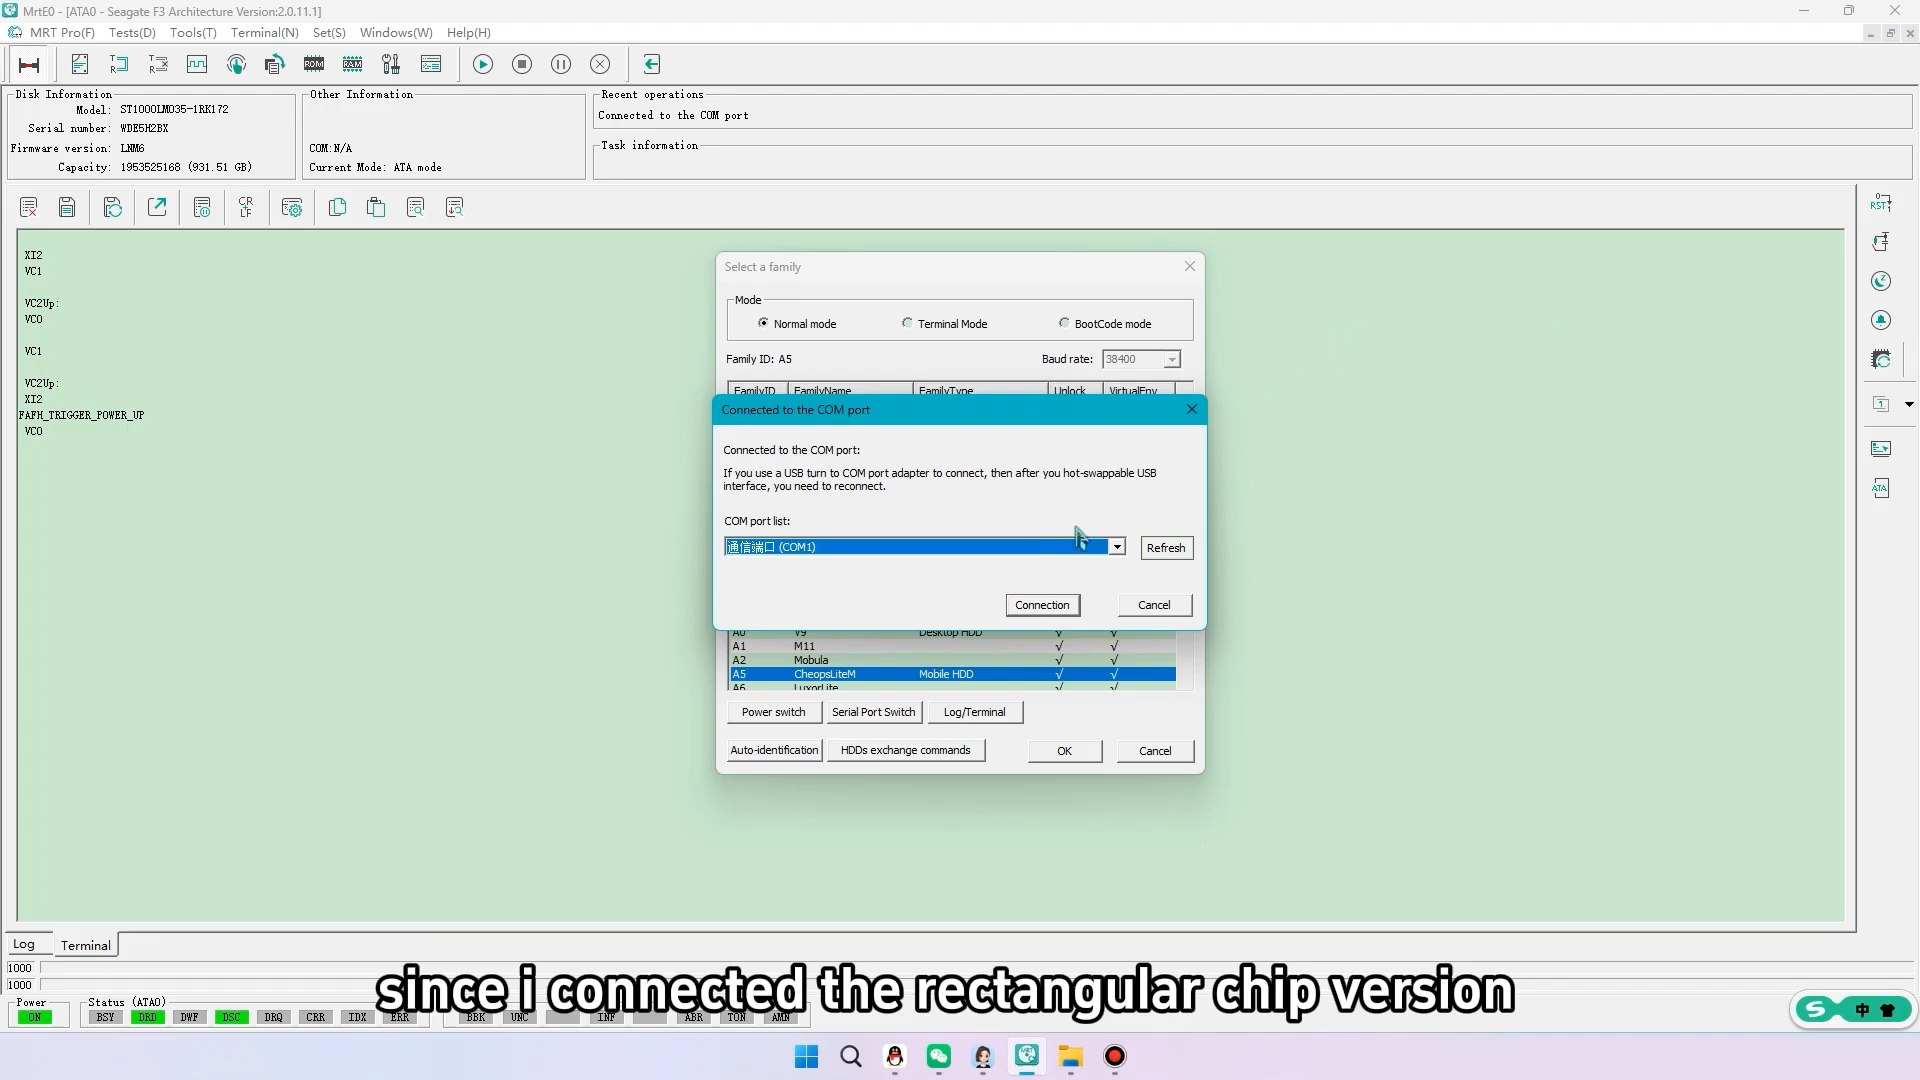 MrtE0 - [ATA0 - Seagate F3 Architecture Version:2.0.11.1]
MRT Pro(F) Tests(D) Tools(T) Terminal(N) Set(S) Windows(W) Help(H)
T R T R ROM RAM
Disk Information
Model: ST1000LM035-1RK172
Serial number: WDE5H2BX
Firmware version: LNM6
Capacity: 1953525168 (931.51 GB)
Other Information
COM:N/A
Current Mode: ATA mode
Recent operations
Connected to the COM port
Task information
CR LF
RST
XI2
VC1
VC2Up:
VC0
VC1
VC2Up:
XI2
FAFH_TRIGGER_POWER_UP
VC0
Select a family
Mode
Normal mode Terminal Mode BootCode mode
Family ID: A5 Baud rate: 38400
FamilyID FamilyName FamilyType Unlock VirtualEnv
Connected to the COM port
Connected to the COM port:
If you use a USB turn to COM port adapter to connect, then after you hot-swappable USB
interface, you need to reconnect.
COM port list:
通信端口 (COM1) Refresh
Connection Cancel
A0 V9 Desktop HDD √ √
A1 M11 √ √
A2 Mobula √ √
A5 CheopsLiteM Mobile HDD √ √
A6 LuxorLite √ √
Power switch Serial Port Switch Log/Terminal
Auto-identification HDDs exchange commands OK Cancel
1
ATA
Log Terminal
1000
1000
since i connected the rectangular chip version
Power Status (ATA0)
ON BSY DRD DWF DSC DRQ CRR IDX ERR BBK UNC INF ABR TON AMN
S 中